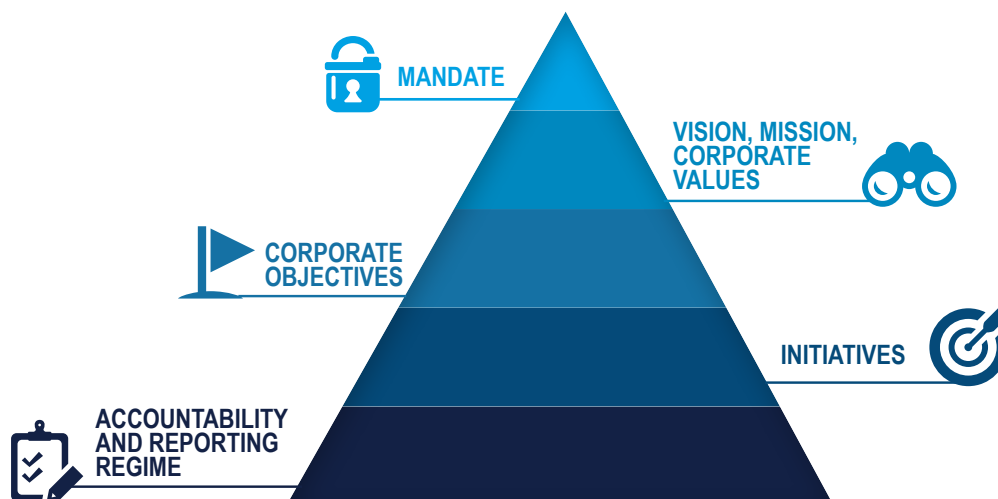 MANDATE
VISION, MISSION,
CORPORATE
VALUES
CORPORATE
OBJECTIVES
INITIATIVES
ACCOUNTABILITY
AND REPORTING
REGIME